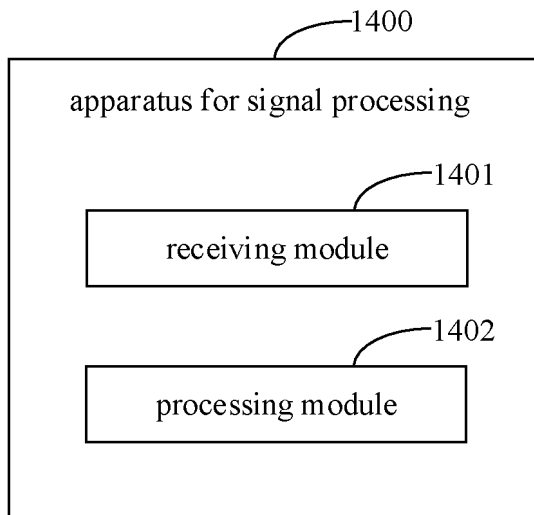 1400
apparatus for signal processing
1401
receiving module
1402
processing module